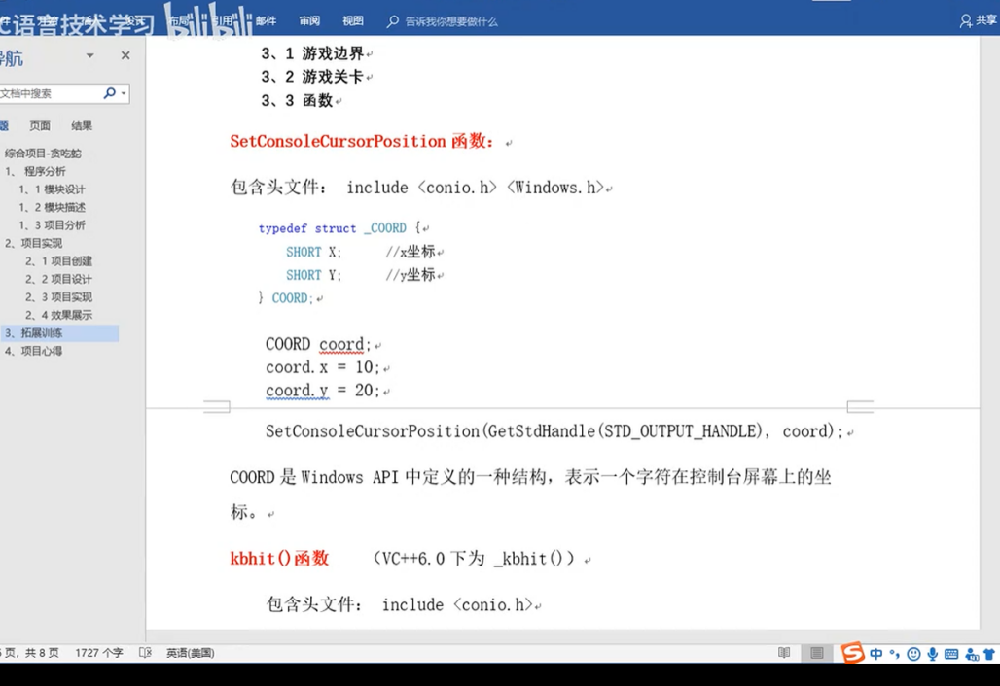 C语言技术学习 bilibili
布局 引用 邮件 审阅 视图 告诉我你想要做什么 共享
导航
文档中搜索
题 页面 结果
综合项目-贪吃蛇
1、 程序分析
1、1 模块设计
1、2 模块描述
1、3 项目分析
2、项目实现
2、1 项目创建
2、2 项目设计
2、3 项目实现
2、4 效果展示
3、拓展训练
4、项目心得
3、1 游戏边界
3、2 游戏关卡
3、3 函数
SetConsoleCursorPosition 函数：
包含头文件： include <conio.h> <Windows.h>
typedef struct _COORD {
SHORT X; //x坐标
SHORT Y; //y坐标
} COORD;
COORD coord;
coord.x = 10;
coord.y = 20;
SetConsoleCursorPosition(GetStdHandle(STD_OUTPUT_HANDLE), coord);
COORD 是 Windows API 中定义的一种结构，表示一个字符在控制台屏幕上的坐
标。
kbhit()函数 （VC++6.0 下为 _kbhit()）
包含头文件： include <conio.h>
页，共 8 页 1727 个字 英语(美国) 中